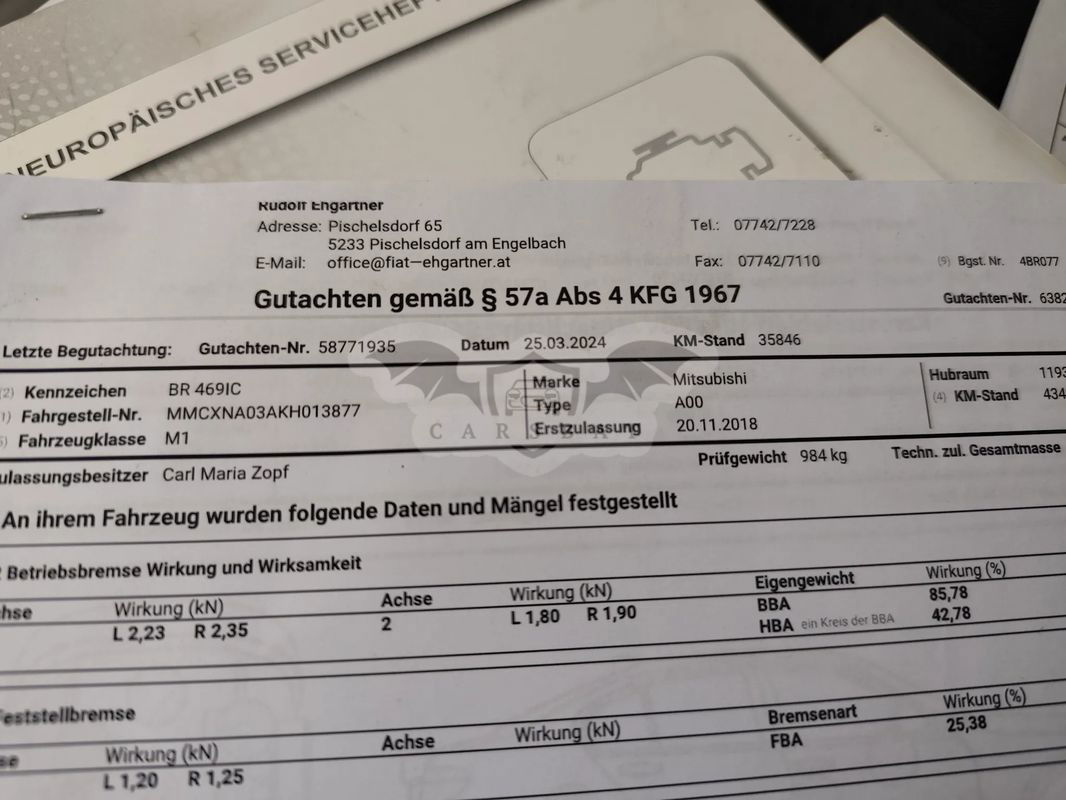 NEUROPÄISCHES SERVICEHEFT
Rudolf Ehgartner
Adresse: Pischelsdorf 65 Tel.: 07742/7228
5233 Pischelsdorf am Engelbach
E-Mail: office@fiat-ehgartner.at Fax: 07742/7110 (9) Bgst. Nr. 4BR077
Gutachten gemäß § 57a Abs 4 KFG 1967 Gutachten-Nr. 6382
Letzte Begutachtung: Gutachten-Nr. 58771935 Datum 25.03.2024 KM-Stand 35846
(2) Kennzeichen BR 469IC Marke Mitsubishi Hubraum 1193
1) Fahrgestell-Nr. MMCXNA03AKH013877 Type A00 (4) KM-Stand 434
5) Fahrzeugklasse M1 Erstzulassung 20.11.2018
CARSBAT
ulassungsbesitzer Carl Maria Zopf Prüfgewicht 984 kg Techn. zul. Gesamtmasse
An ihrem Fahrzeug wurden folgende Daten und Mängel festgestellt
Betriebsbremse Wirkung und Wirksamkeit
chse Wirkung (kN) Achse Wirkung (kN) Eigengewicht Wirkung (%)
L 2,23 R 2,35 2 L 1,80 R 1,90 BBA 85,78
HBA ein Kreis der BBA 42,78
eststellbremse
se Wirkung (kN) Achse Wirkung (kN) Bremsenart Wirkung (%)
L 1,20 R 1,25 FBA 25,38